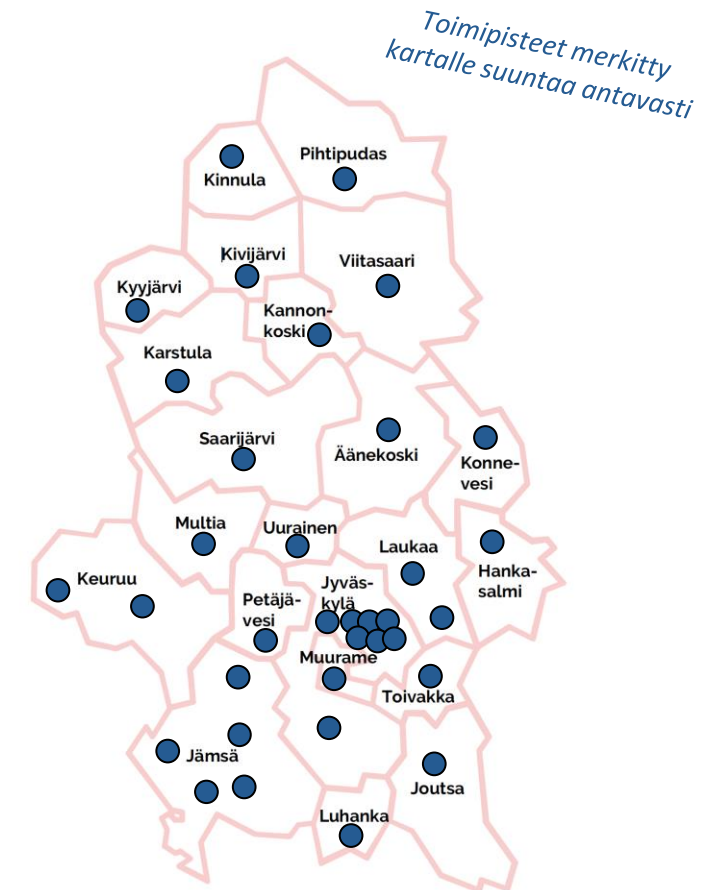 Toimipisteet merkitty
kartalle suuntaa antavasti
Pihtipudas
Kinnula
Kivijärvi
Viitasaari
Kyyjärvi
Kannon-
koski
Karstula
Saarijärvi
Äänekoski
Konne-
vesi
Multia
Uurainen
Laukaa
Keuruu
Jyväs-
kylä
Hanka-
salmi
Petäjä-
vesi
Muurame
Toivakka
Jämsä
Joutsa
Luhanka